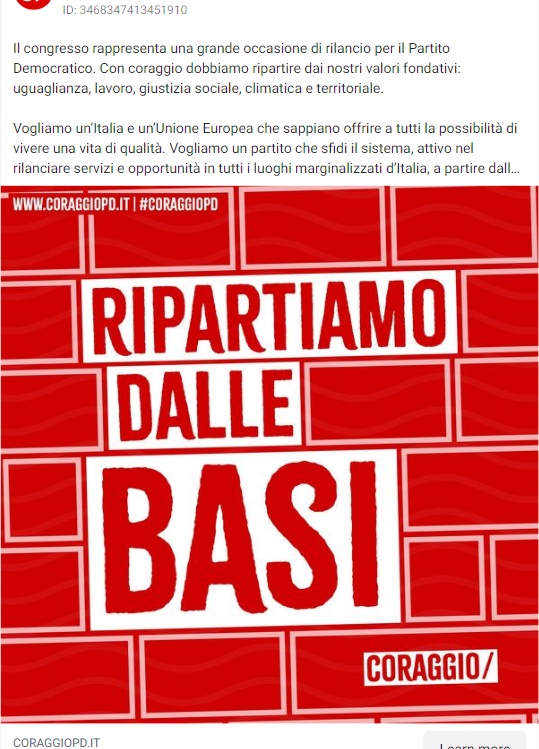 ID: 3468347413451910
Il congresso rappresenta una grande occasione di rilancio per il Partito
Democratico. Con coraggio dobbiamo ripartire dai nostri valori fondativi:
uguaglianza, lavoro, giustizia sociale, climatica e territoriale.
Vogliamo un'Italia e un'Unione Europea che sappiano offrire a tutti la possibilità di
vivere una vita di qualità. Vogliamo un partito che sfidi il sistema, attivo nel
rilanciare servizi e opportunità in tutti i luoghi marginalizzati d'Italia, a partire dall...
WWW.CORAGGIOPD.IT | #CORAGGIOPD
RIPARTIAMO
DALLE
BASI
CORAGGIO/
CORAGGIOPD.IT
Learn more